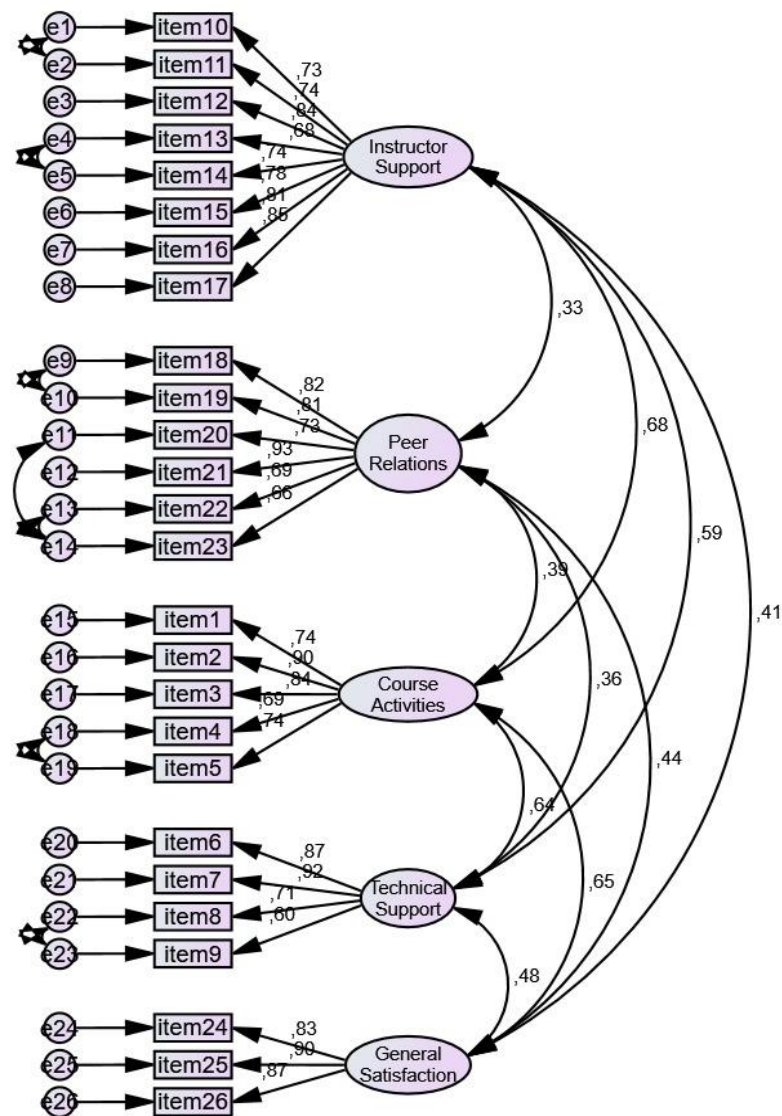 e1 item10
e2 item11
e3 item12
e4 item13
e5 item14
e6 item15
e7 item16
e8 item17
,73
,74
,84
,68
,74
,78
,81
,85
Instructor
Support
,33
e9 item18
e10 item19
e11 item20
e12 item21
e13 item22
e14 item23
,82
,81
,73
,93
,69
,66
Peer
Relations
,68
,59
,39
,41
e15 item1
e16 item2
e17 item3
e18 item4
e19 item5
,74
,90
,84
,69
,74
Course
Activities
,36
,44
,64
e20 item6
e21 item7
e22 item8
e23 item9
,87
,92
,71
,60
Technical
Support
,65
,48
e24 item24
e25 item25
e26 item26
,83
,90
,87
General
Satisfaction